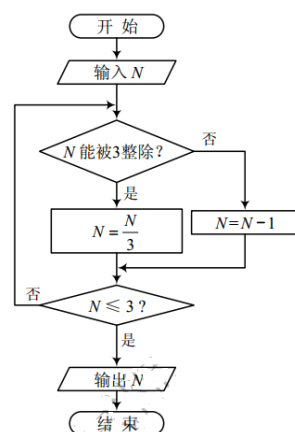 开始
输入 N
N 能被3整除？
否
是
N = N/3
N=N−1
否
N ≤ 3 ?
是
输出 N
结束